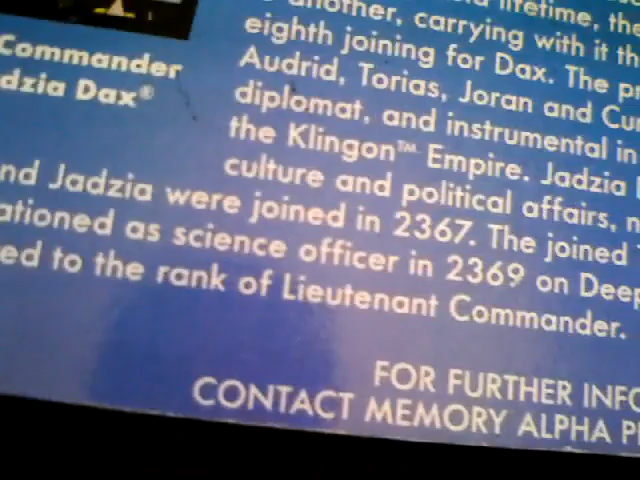 another, carrying with it th
eighth joining for Dax. The pr
Audrid, Torias, Joran and Cur
diplomat, and instrumental in
the Klingon™ Empire. Jadzia
culture and political affairs, n
Commander
dzia Dax®
nd Jadzia were joined in 2367. The joined
ationed as science officer in 2369 on Deep
ed to the rank of Lieutenant Commander.
FOR FURTHER INFO
CONTACT MEMORY ALPHA P